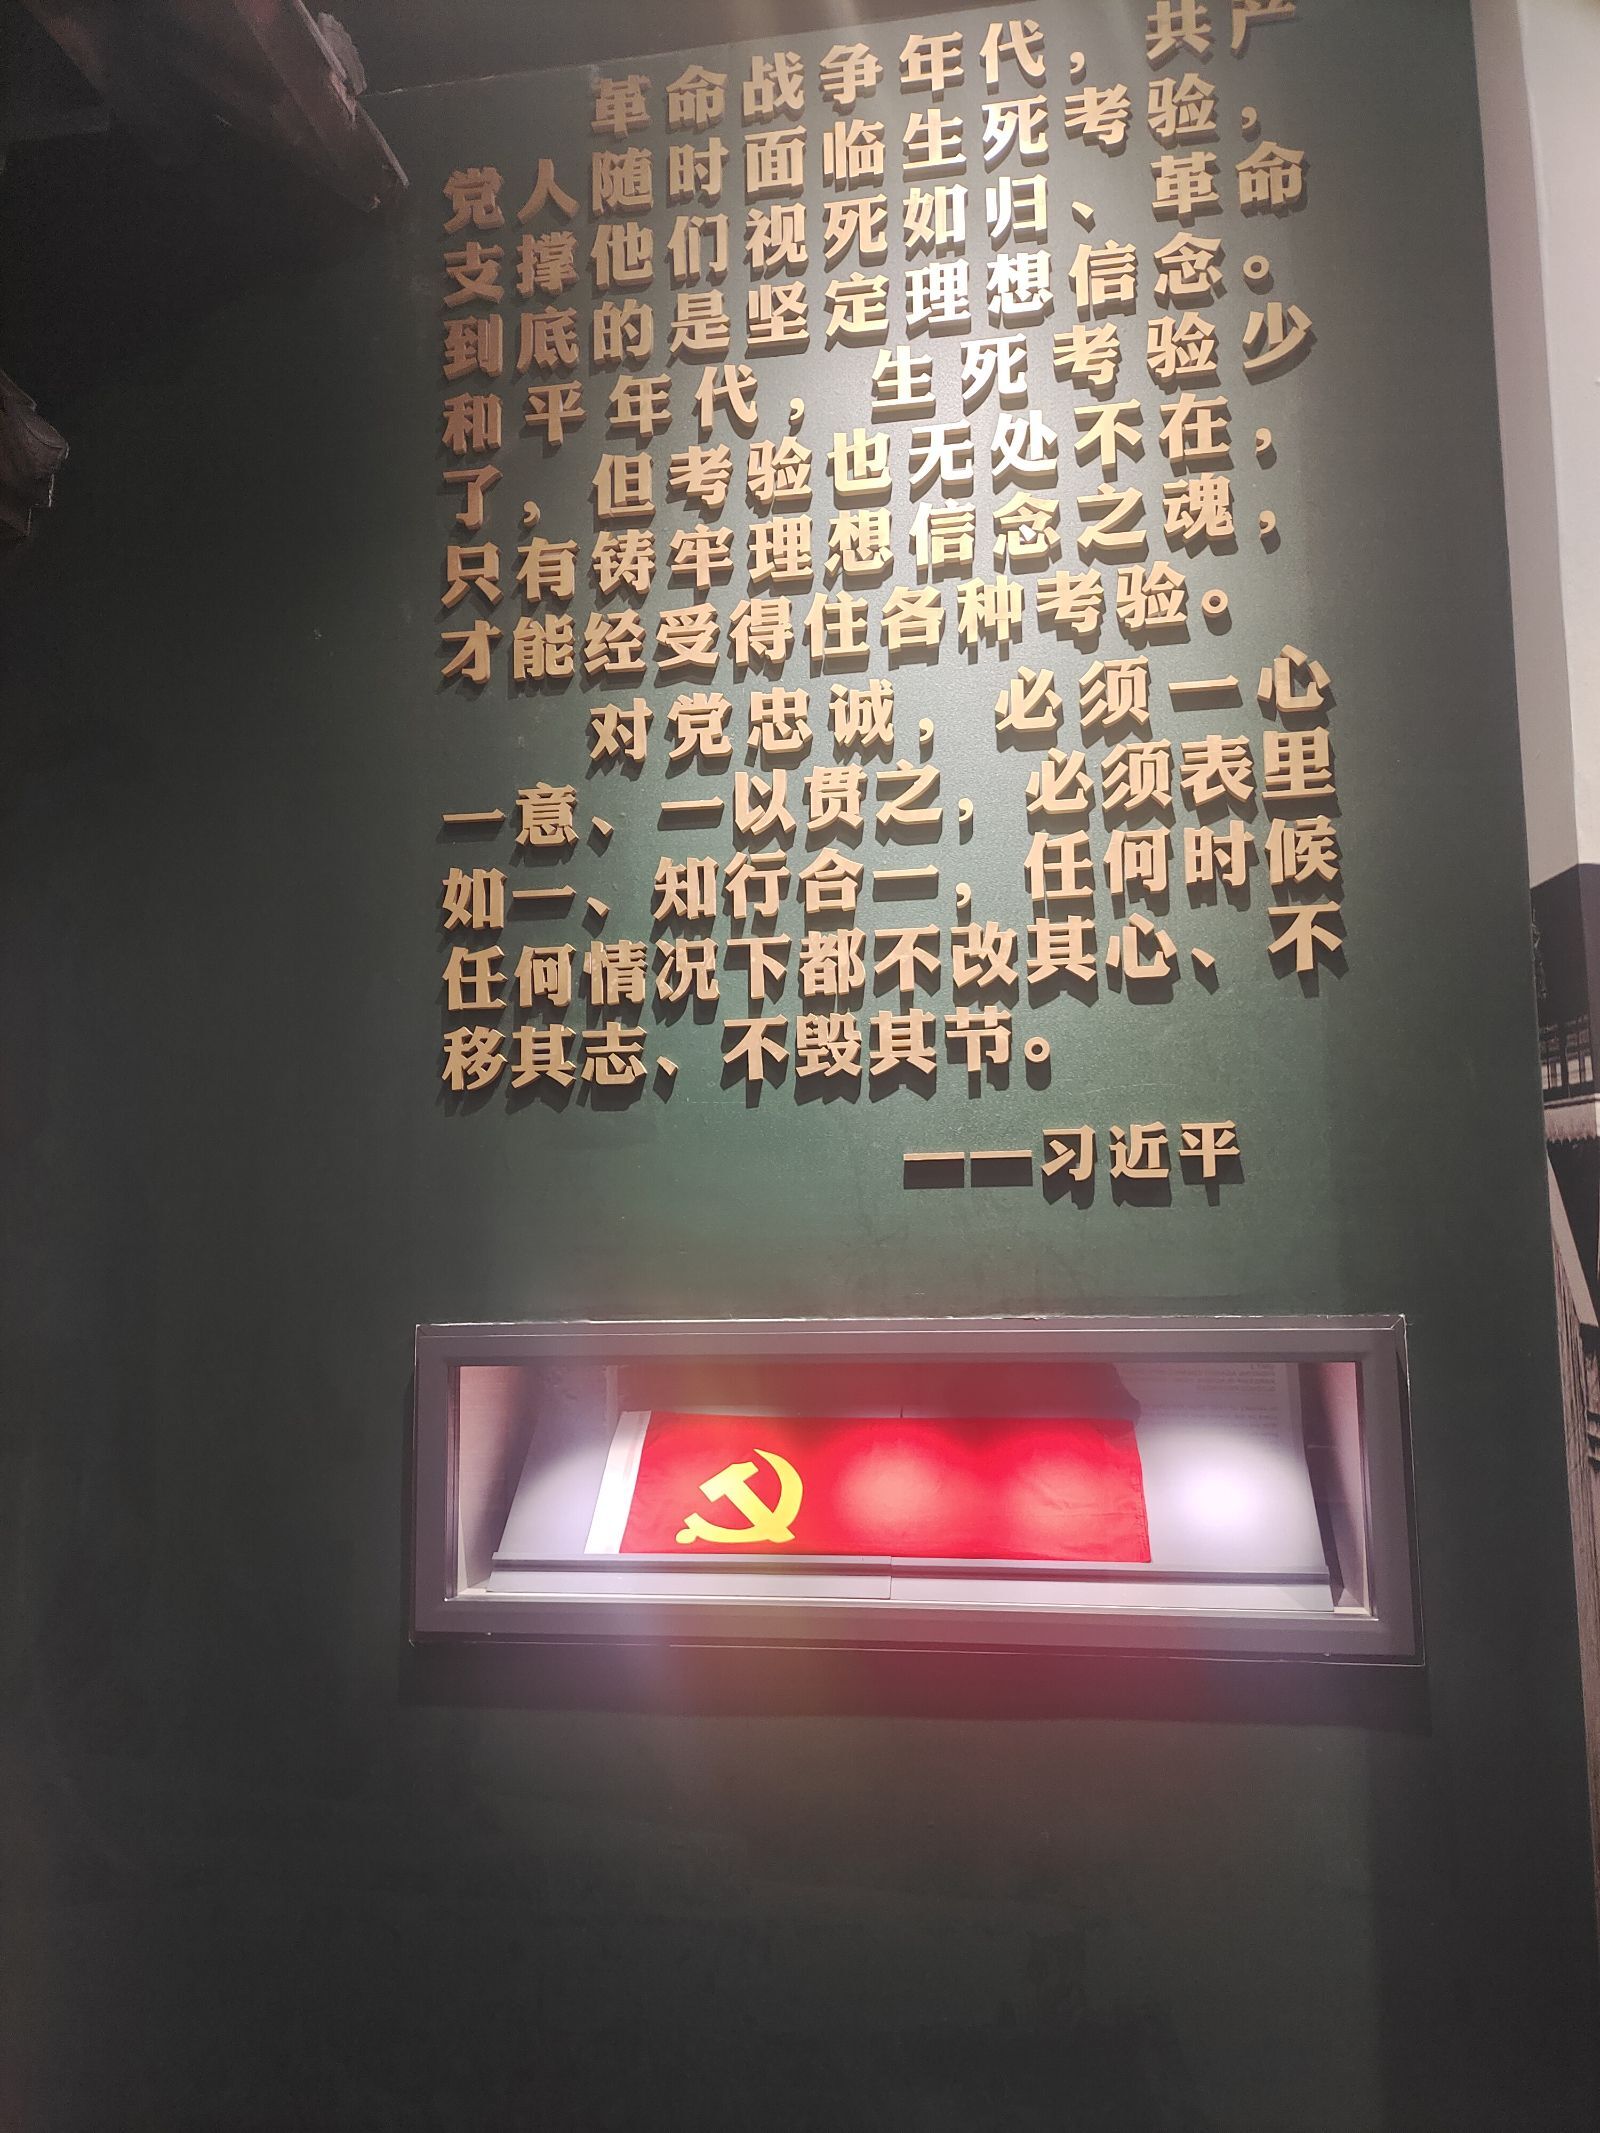 革命战争年代，共产
党人随时面临生死考验，
支撑他们视死如归、革命
到底的是坚定理想信念。
和平年代，生死考验少
了，但考验也无处不在，
只有铸牢理想信念之魂，
才能经受得住各种考验。
对党忠诚，必须一心
一意、一以贯之，必须表里
如一、知行合一，任何时候
任何情况下都不改其心、不
移其志、不毁其节。
——习近平